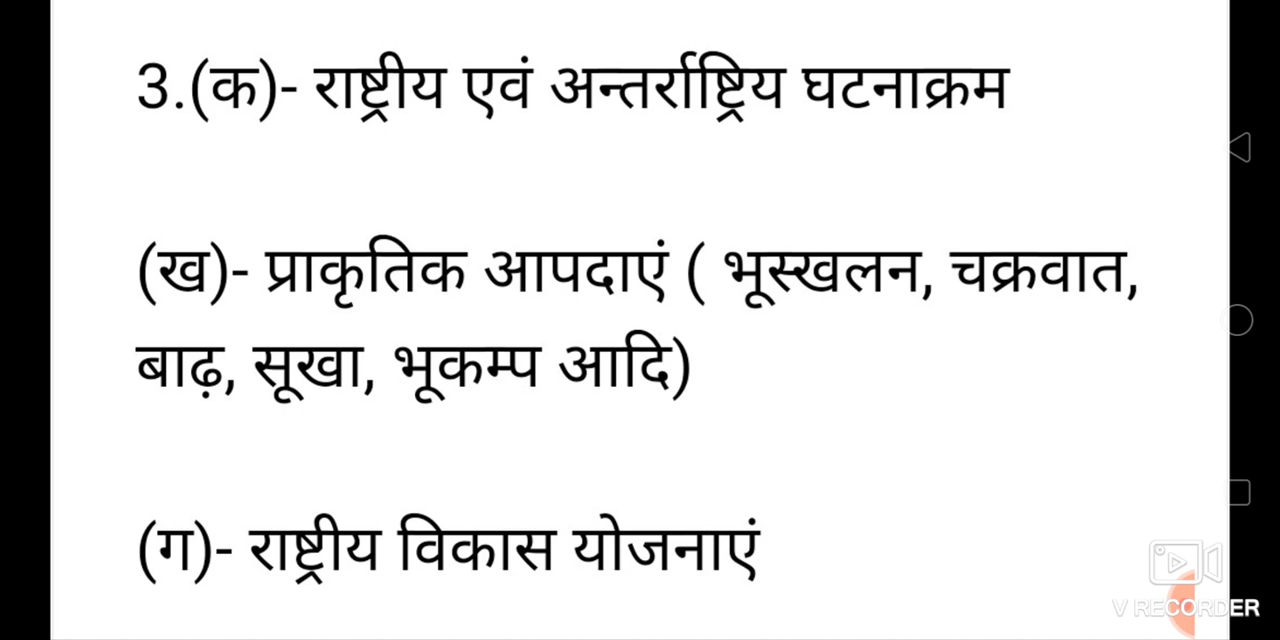 3.(क)- राष्ट्रीय एवं अन्तर्राष्ट्रिय घटनाक्रम
(ख)- प्राकृतिक आपदाएं ( भूस्खलन, चक्रवात,
बाढ़, सूखा, भूकम्प आदि)
(ग)- राष्ट्रीय विकास योजनाएं
V RECORDER